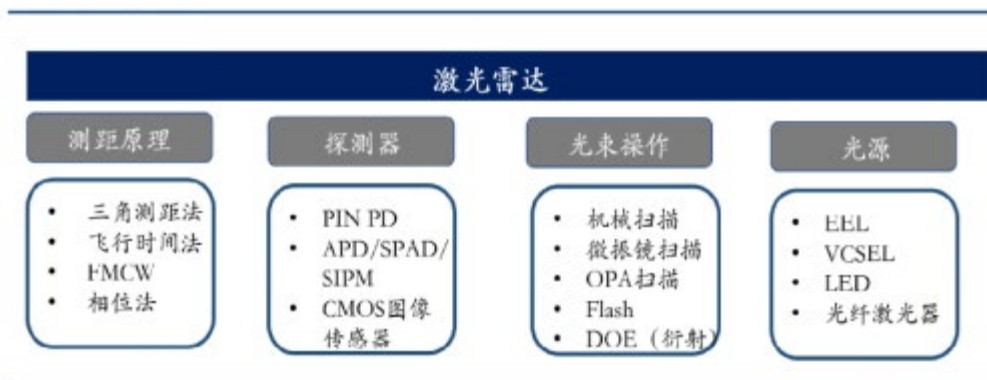 激光雷达
测距原理
• 三角测距法
• 飞行时间法
• FMCW
• 相位法
探测器
• PIN PD
• APD/SPAD/
SIPM
• CMOS图像
传感器
光束操作
• 机械扫描
• 微振镜扫描
• OPA扫描
• Flash
• DOE（衍射）
光源
• EEL
• VCSEL
• LED
• 光纤激光器